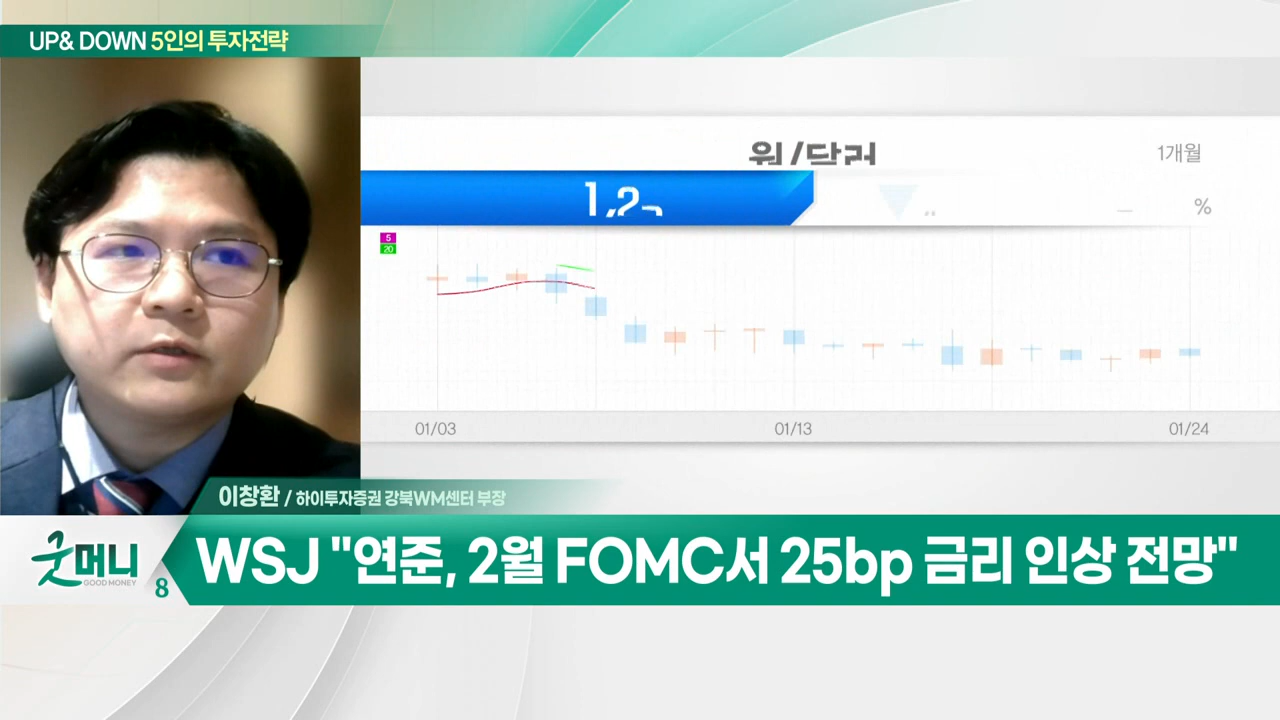 UP& DOWN 5인의 투자전략
1개월
%
5
20
01/03
01/13
01/24
이창환 / 하이투자증권 강북WM센터 부장
굿머니
GOOD MONEY
8
WSJ "연준, 2월 FOMC서 25bp 금리 인상 전망"